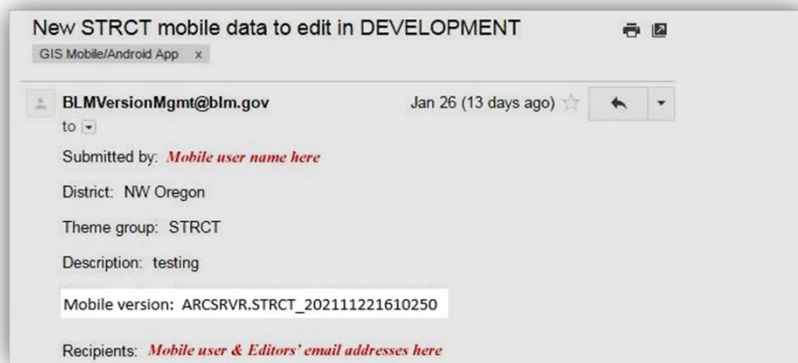 New STRCT mobile data to edit in DEVELOPMENT
GIS Mobile/Android App x
BLMVersionMgmt@blm.gov Jan 26 (13 days ago)
to
Submitted by: Mobile user name here
District: NW Oregon
Theme group: STRCT
Description: testing
Mobile version: ARCSRVR.STRCT_202111221610250
Recipients: Mobile user & Editors' email addresses here